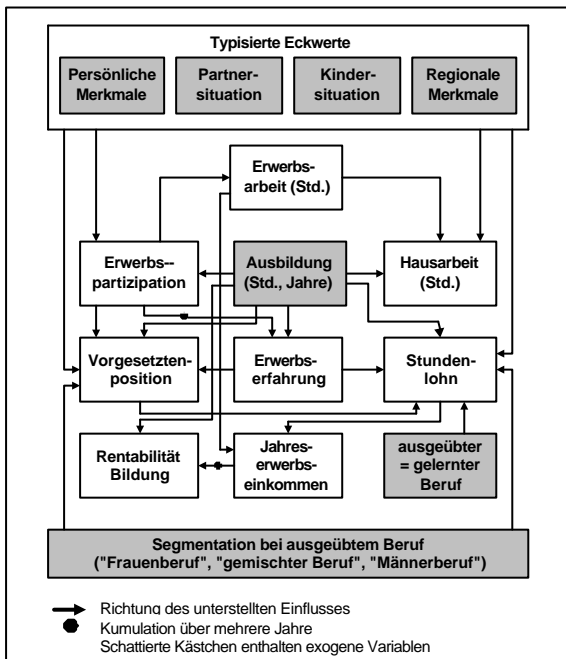 Typisierte Eckwerte
Persönliche
Merkmale
Partner-
situation
Kinder-
situation
Regionale
Merkmale
Erwerbs-
arbeit (Std.)
Erwerbs--
partizipation
Ausbildung
(Std., Jahre)
Hausarbeit
(Std.)
Vorgesetzten-
position
Erwerbs-
erfahrung
Stunden-
lohn
Rentabilität
Bildung
Jahres-
erwerbs-
einkommen
ausgeübter
= gelernter
Beruf
Segmentation bei ausgeübtem Beruf
("Frauenberuf", "gemischter Beruf", "Männerberuf")
Richtung des unterstellten Einflusses
Kumulation über mehrere Jahre
Schattierte Kästchen enthalten exogene Variablen